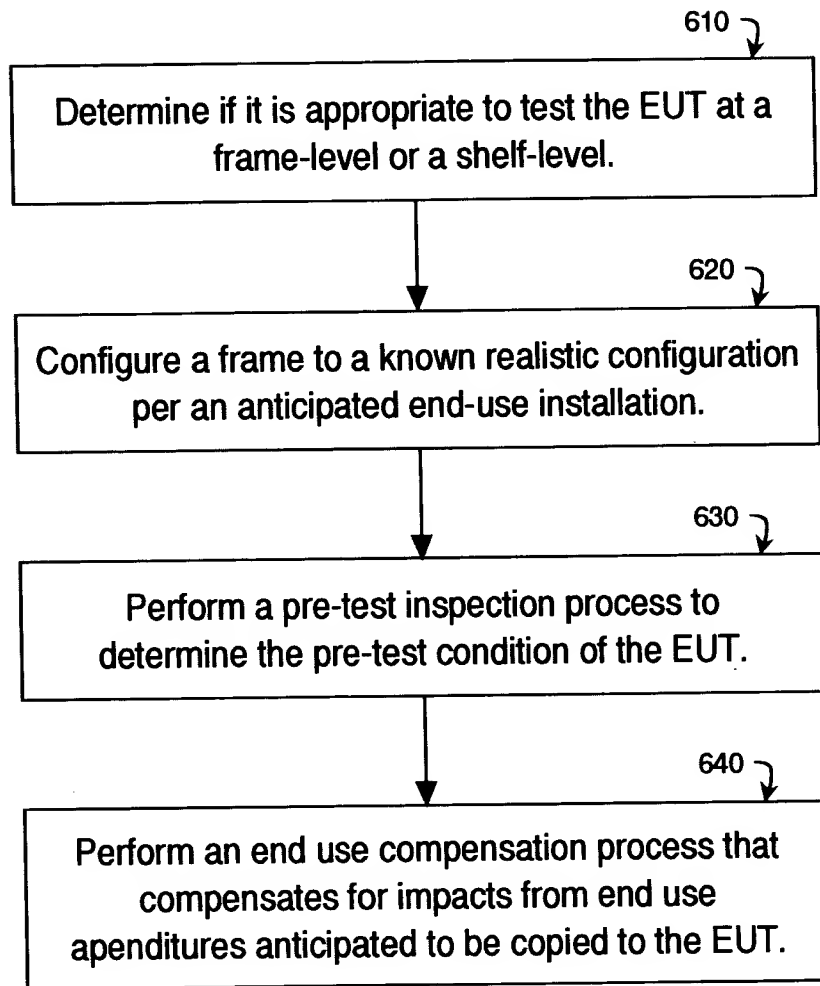 610
Determine if it is appropriate to test the EUT at a
frame-level or a shelf-level.
620
Configure a frame to a known realistic configuration
per an anticipated end-use installation.
630
Perform a pre-test inspection process to
determine the pre-test condition of the EUT.
640
Perform an end use compensation process that
compensates for impacts from end use
apenditures anticipated to be copied to the EUT.